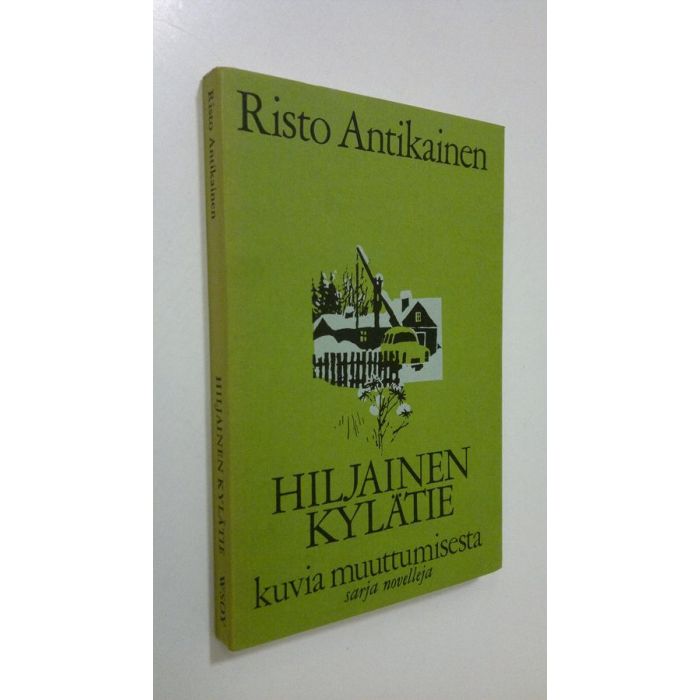 Risto Antikainen
HILJAINEN
KYLÄTIE
kuvia muuttumisesta
sarja novelleja
Risto Antikainen
HILJAINEN KYLÄTIE
WSOY